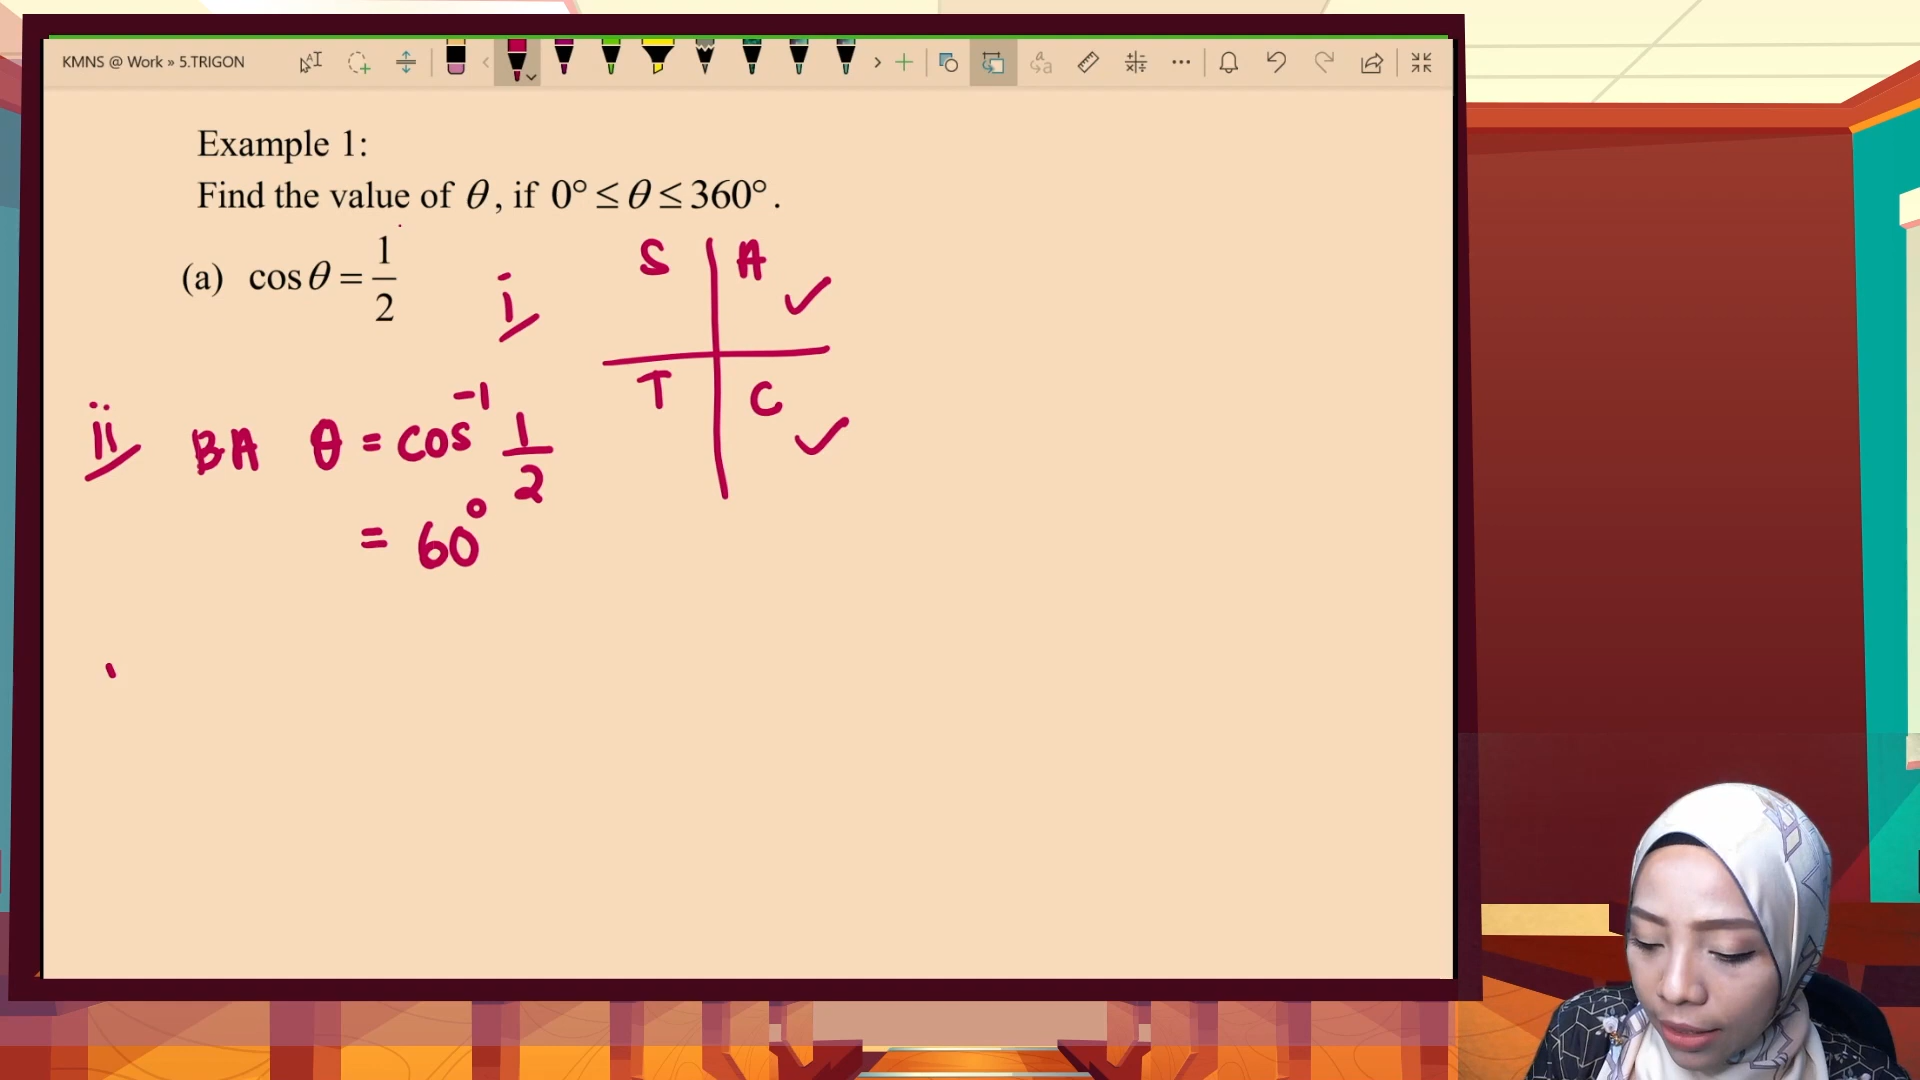 KMNS @ Work » 5.TRIGON
Example 1:
Find the value of θ, if 0° ≤ θ ≤ 360°.
(a) cos θ = 1/2
i
S A ✓
T C ✓
ii BA θ = cos⁻¹ 1/2
= 60°